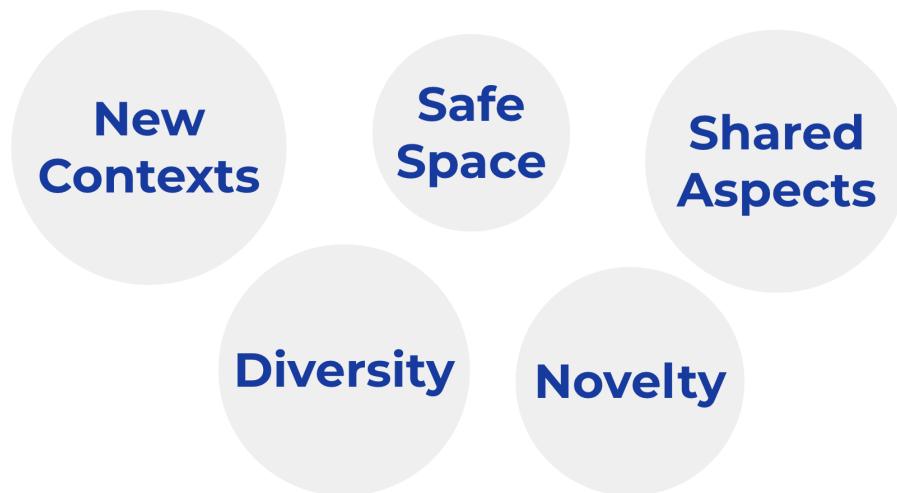 New
Contexts
Safe
Space
Shared
Aspects
Diversity
Novelty